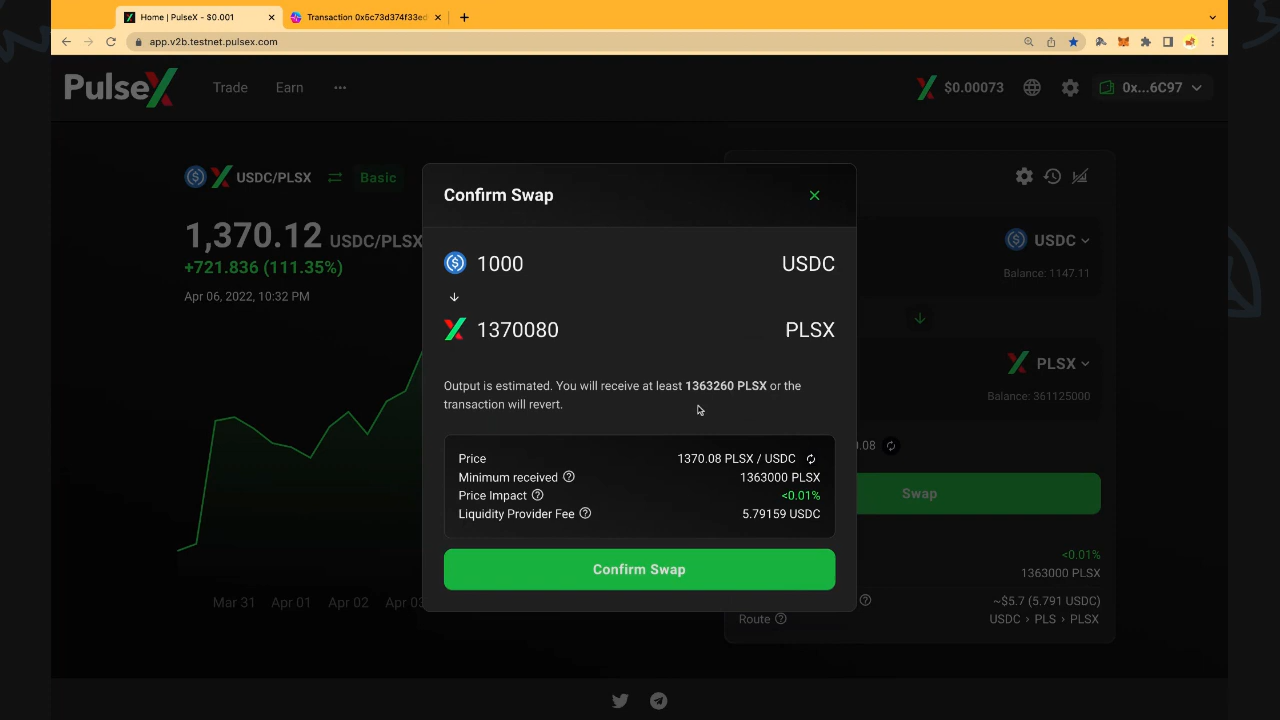 Home | PulseX - $0.001
Transaction 0x5c73d374f33ed
app.v2b.testnet.pulsex.com
PulseX
Trade
Earn
$0.00073
0x...6C97
USDC/PLSX
Basic
1,370.12 USDC/PLSX
+721.836 (111.35%)
Apr 06, 2022, 10:32 PM
Mar 31
Apr 01
Apr 02
Apr 03
Confirm Swap
1000
USDC
1370080
PLSX
Output is estimated. You will receive at least 1363260 PLSX or the
transaction will revert.
Price
1370.08 PLSX / USDC
Minimum received
1363000 PLSX
Price Impact
<0.01%
Liquidity Provider Fee
5.79159 USDC
Confirm Swap
USDC
Balance: 1147.11
PLSX
Balance: 361125000
0.08
Swap
<0.01%
1363000 PLSX
~$5.7 (5.791 USDC)
Route
USDC > PLS > PLSX